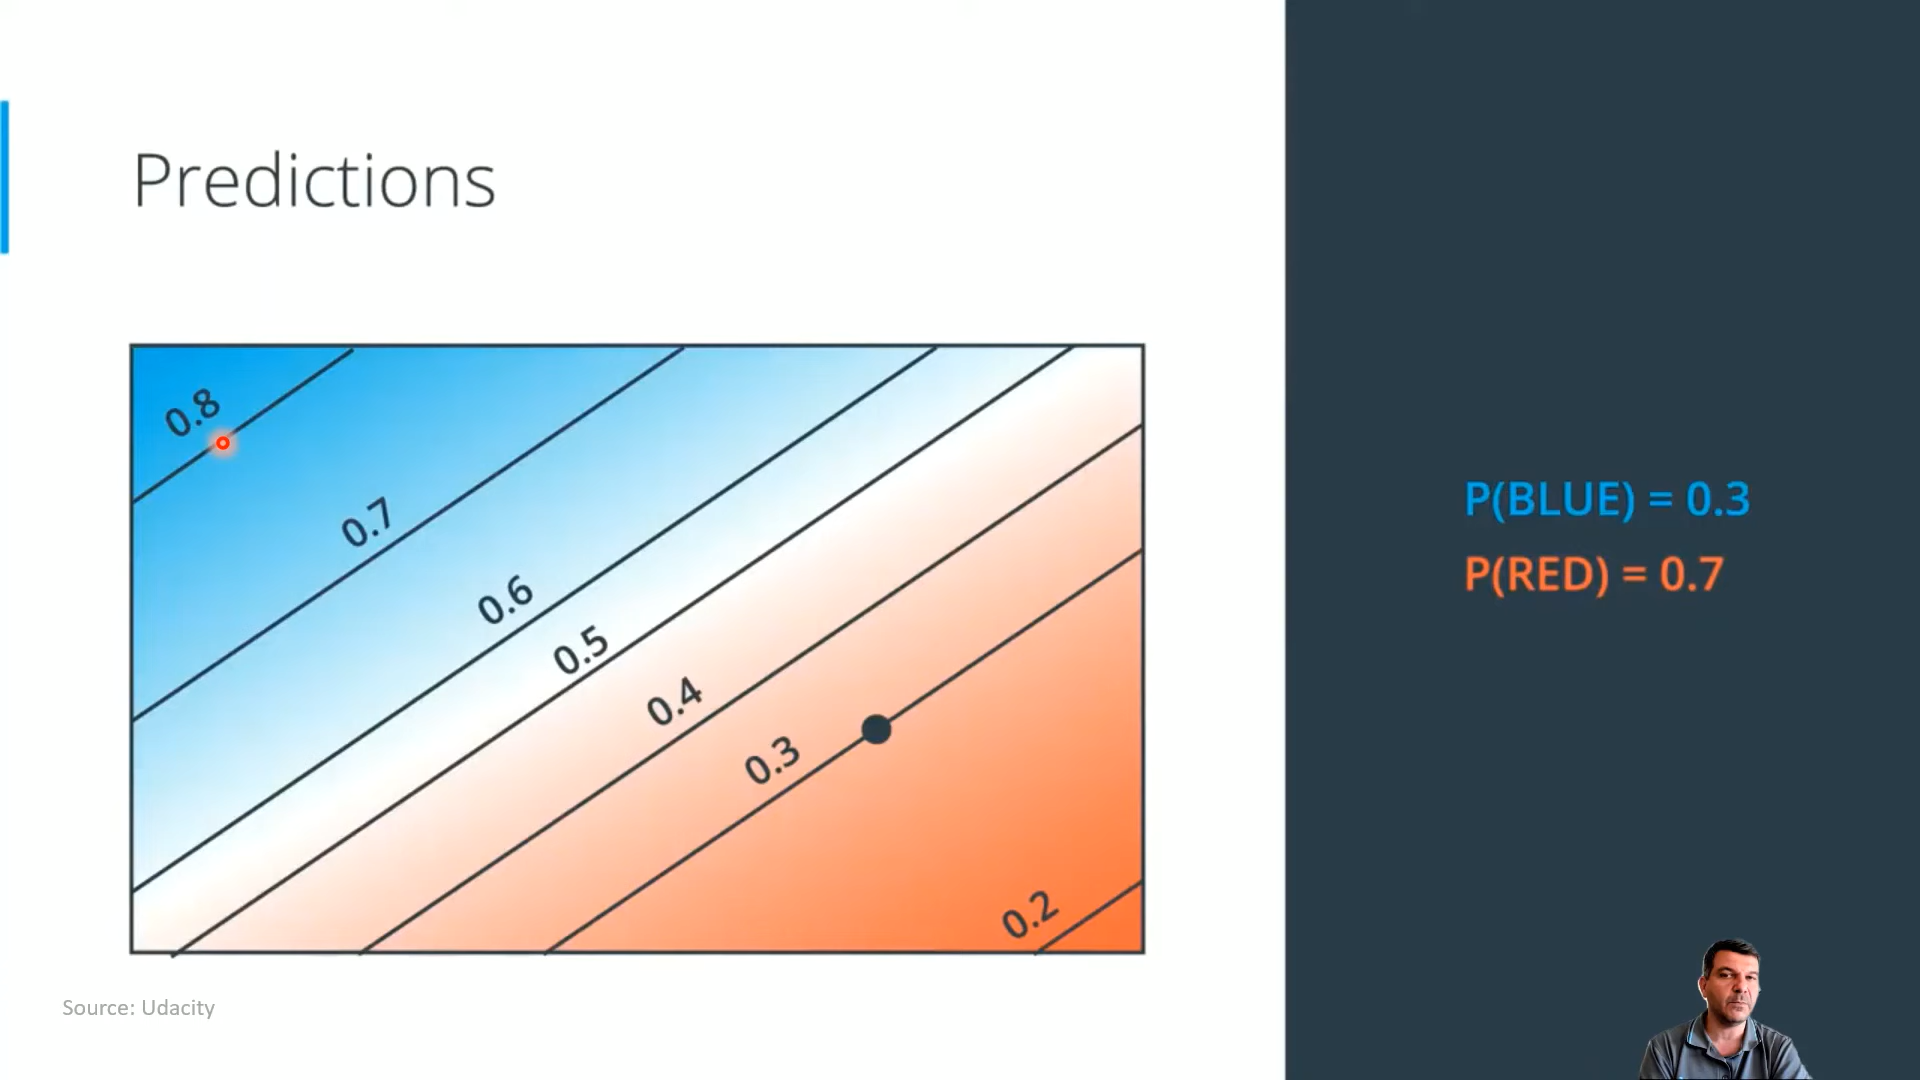 Predictions
0.8
0.7
0.6
0.5
0.4
0.3
0.2
P(BLUE) = 0.3
P(RED) = 0.7
Source: Udacity